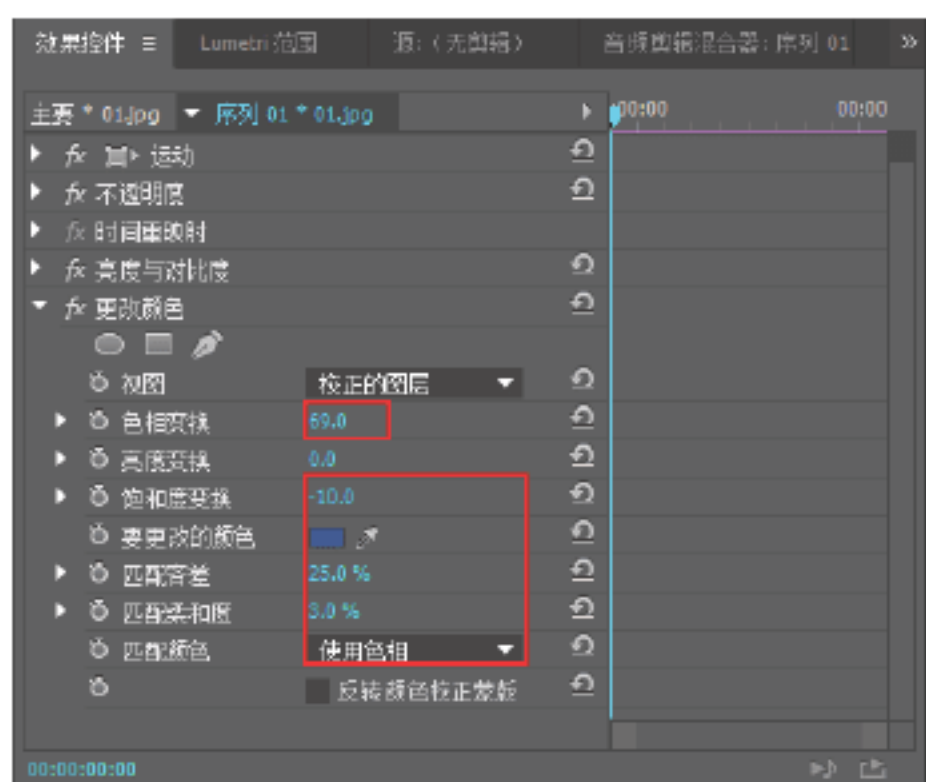 效果控件 ≡ Lumetri 范围 源:（无剪辑） 音频剪辑混合器: 序列 01 »
主要 * 01.jpg 序列 01 * 01.jpg 00:00 00:00
fx 运动
fx 不透明度
fx 时间重映射
fx 亮度与对比度
fx 更改颜色
视图 校正的图层
色相变换 69.0
亮度变换 0.0
饱和度变换 -10.0
要更改的颜色
匹配容差 25.0 %
匹配柔和度 3.0 %
匹配颜色 使用色相
反转颜色校正蒙版
00:00:00:00